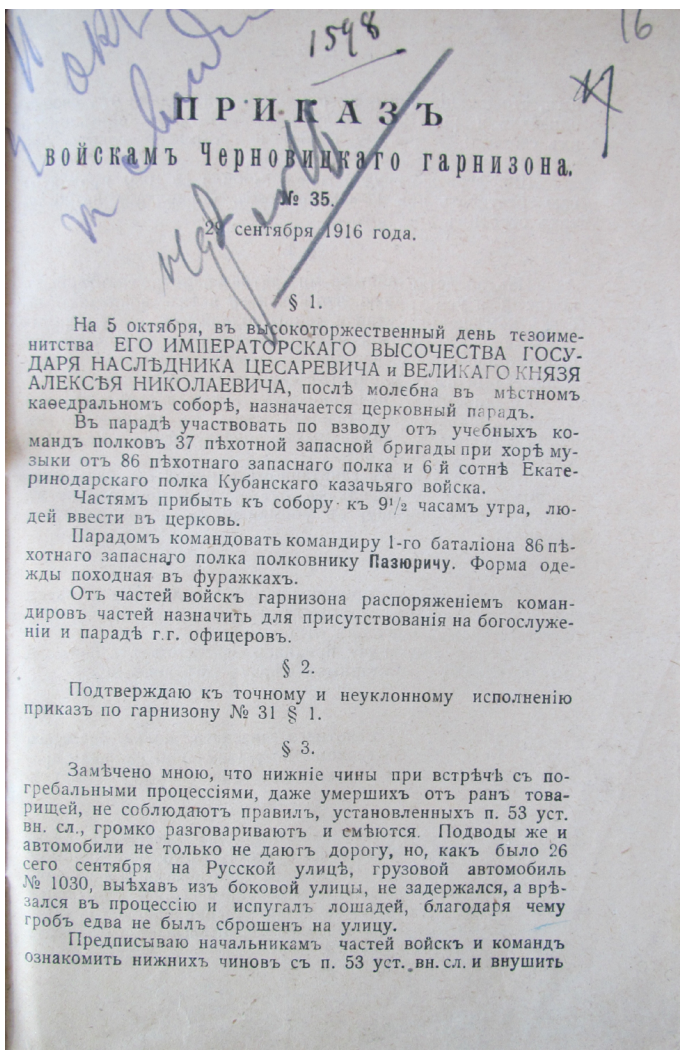 1598
16
ПРИКАЗЪ
войскамъ Черновицкаго гарнизона.
№ 35.
29 сентября 1916 года.
§ 1.
На 5 октября, въ высокоторжественный день тезоиме-
нитства ЕГО ИМПЕРАТОРСКАГО ВЫСОЧЕСТВА ГОСУ-
ДАРЯ НАСЛѢДНИКА ЦЕСАРЕВИЧА и ВЕЛИКАГО КНЯЗЯ
АЛЕКСѢЯ НИКОЛАЕВИЧА, послѣ молебна въ мѣстномъ
каѳедральномъ соборѣ, назначается церковный парадъ.
Въ парадѣ участвовать по взводу отъ учебныхъ ко-
мандъ полковъ 37 пѣхотной запасной бригады при хорѣ му-
зыки отъ 86 пѣхотнаго запаснаго полка и 6 й сотнѣ Екате-
ринодарскаго полка Кубанскаго казачьяго войска.
Частямъ прибыть къ собору къ 9¹/₂ часамъ утра, лю-
дей ввести въ церковь.
Парадомъ командовать командиру 1-го баталіона 86 пѣ-
хотнаго запаснаго полка полковнику Пазюричу. Форма оде-
жды походная въ фуражкахъ.
Отъ частей войскъ гарнизона распоряженіемъ коман-
дировъ частей назначить для присутствованія на богослуже-
ніи и парадѣ г.г. офицеровъ.
§ 2.
Подтверждаю къ точному и неуклонному исполненію
приказъ по гарнизону № 31 § 1.
§ 3.
Замѣчено мною, что нижніе чины при встрѣчѣ съ по-
гребальными процессіями, даже умершихъ отъ ранъ това-
рищей, не соблюдаютъ правилъ, установленныхъ п. 53 уст.
вн. сл., громко разговариваютъ и смѣются. Подводы же и
автомобили не только не даютъ дорогу, но, какъ было 26
сего сентября на Русской улицѣ, грузовой автомобиль
№ 1030, выѣхавъ изъ боковой улицы, не задержался, а врѣ-
зался въ процессію и испугалъ лошадей, благодаря чему
гробъ едва не былъ сброшенъ на улицу.
Предписываю начальникамъ частей войскъ и командъ
ознакомить нижнихъ чиновъ съ п. 53 уст. вн. сл. и внушить